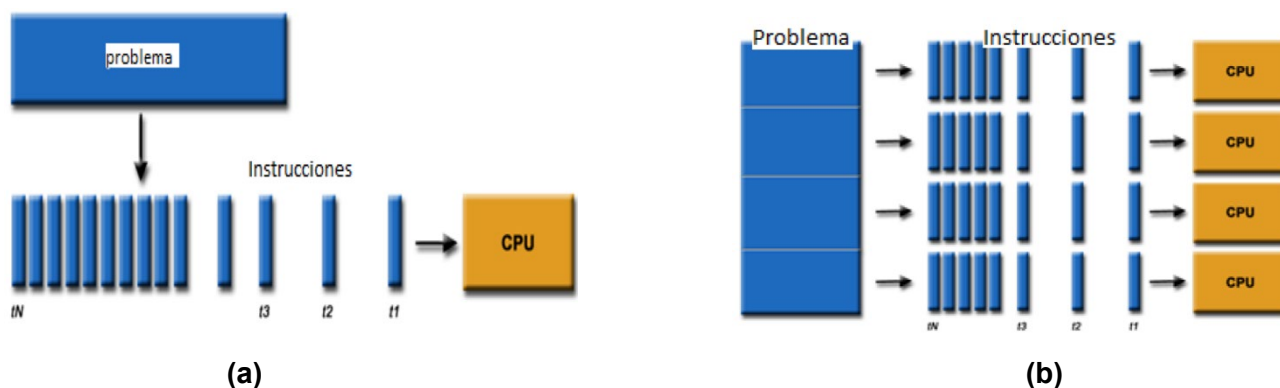 problema
Instrucciones
CPU
tN t3 t2 t1
(a)
Problema Instrucciones
CPU
CPU
CPU
CPU
tN t3 t2 t1
(b)